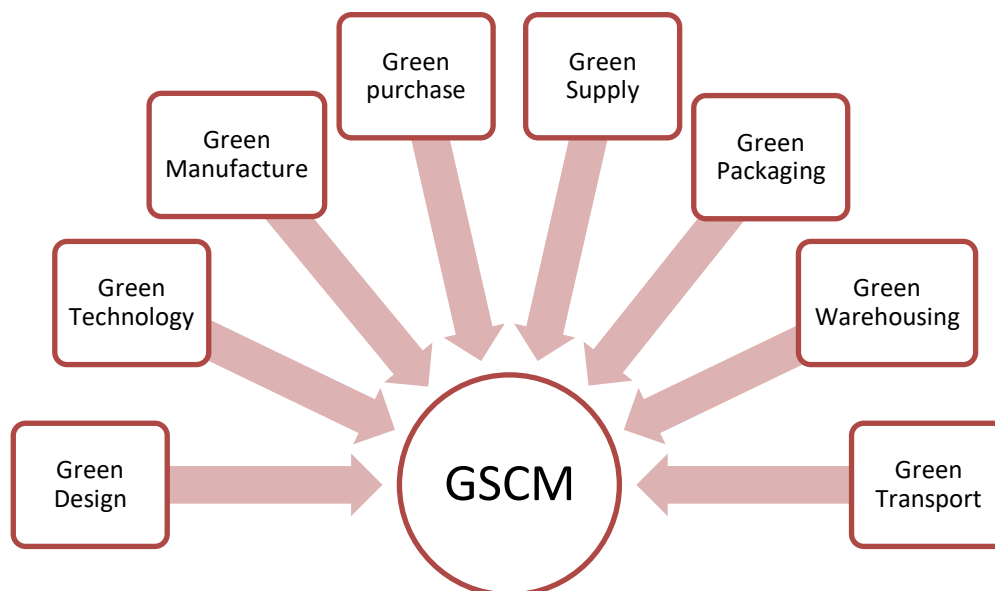 Green
purchase
Green
Supply
Green
Manufacture
Green
Packaging
Green
Technology
Green
Warehousing
Green
Design
GSCM
Green
Transport